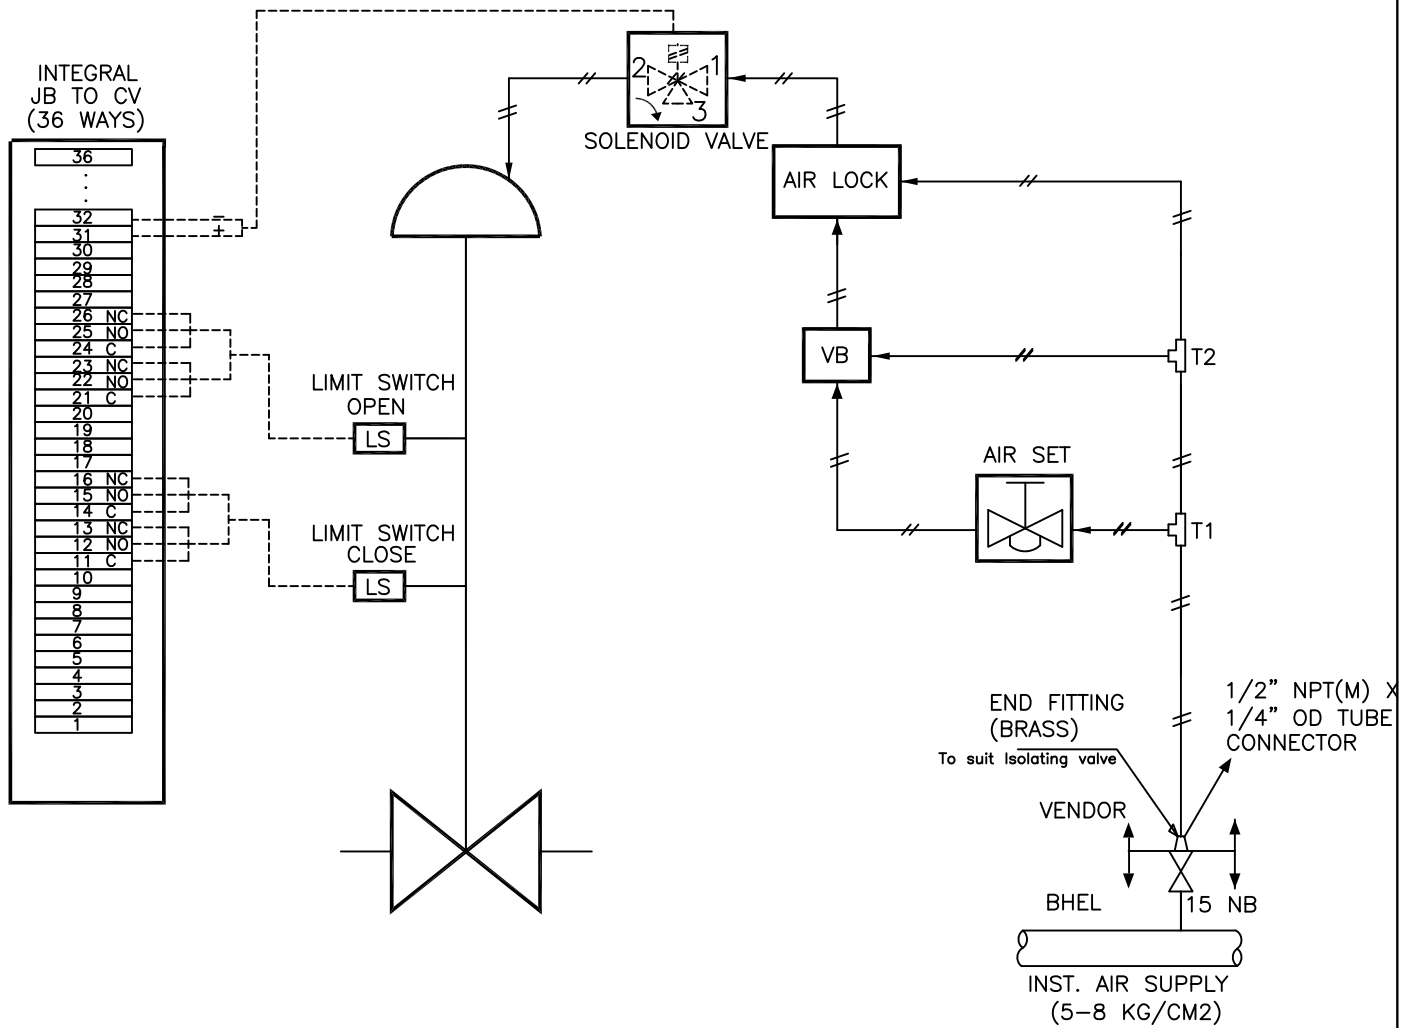 INTEGRAL
JB TO CV
(36 WAYS)
36
32 −
31 +
30
29
28
27
26 NC
25 NO
24 C
23 NC
22 NO
21 C
20
19
18
17
16 NC
15 NO
14 C
13 NC
12 NO
11 C
10
9
8
7
6
5
4
3
2
1
2 1
3
SOLENOID VALVE
AIR LOCK
VB
T2
LIMIT SWITCH
OPEN
LS
AIR SET
T1
LIMIT SWITCH
CLOSE
LS
END FITTING
(BRASS)
To suit Isolating valve
1/2” NPT(M) X
1/4” OD TUBE
CONNECTOR
VENDOR
BHEL
15 NB
INST. AIR SUPPLY
(5−8 KG/CM2)